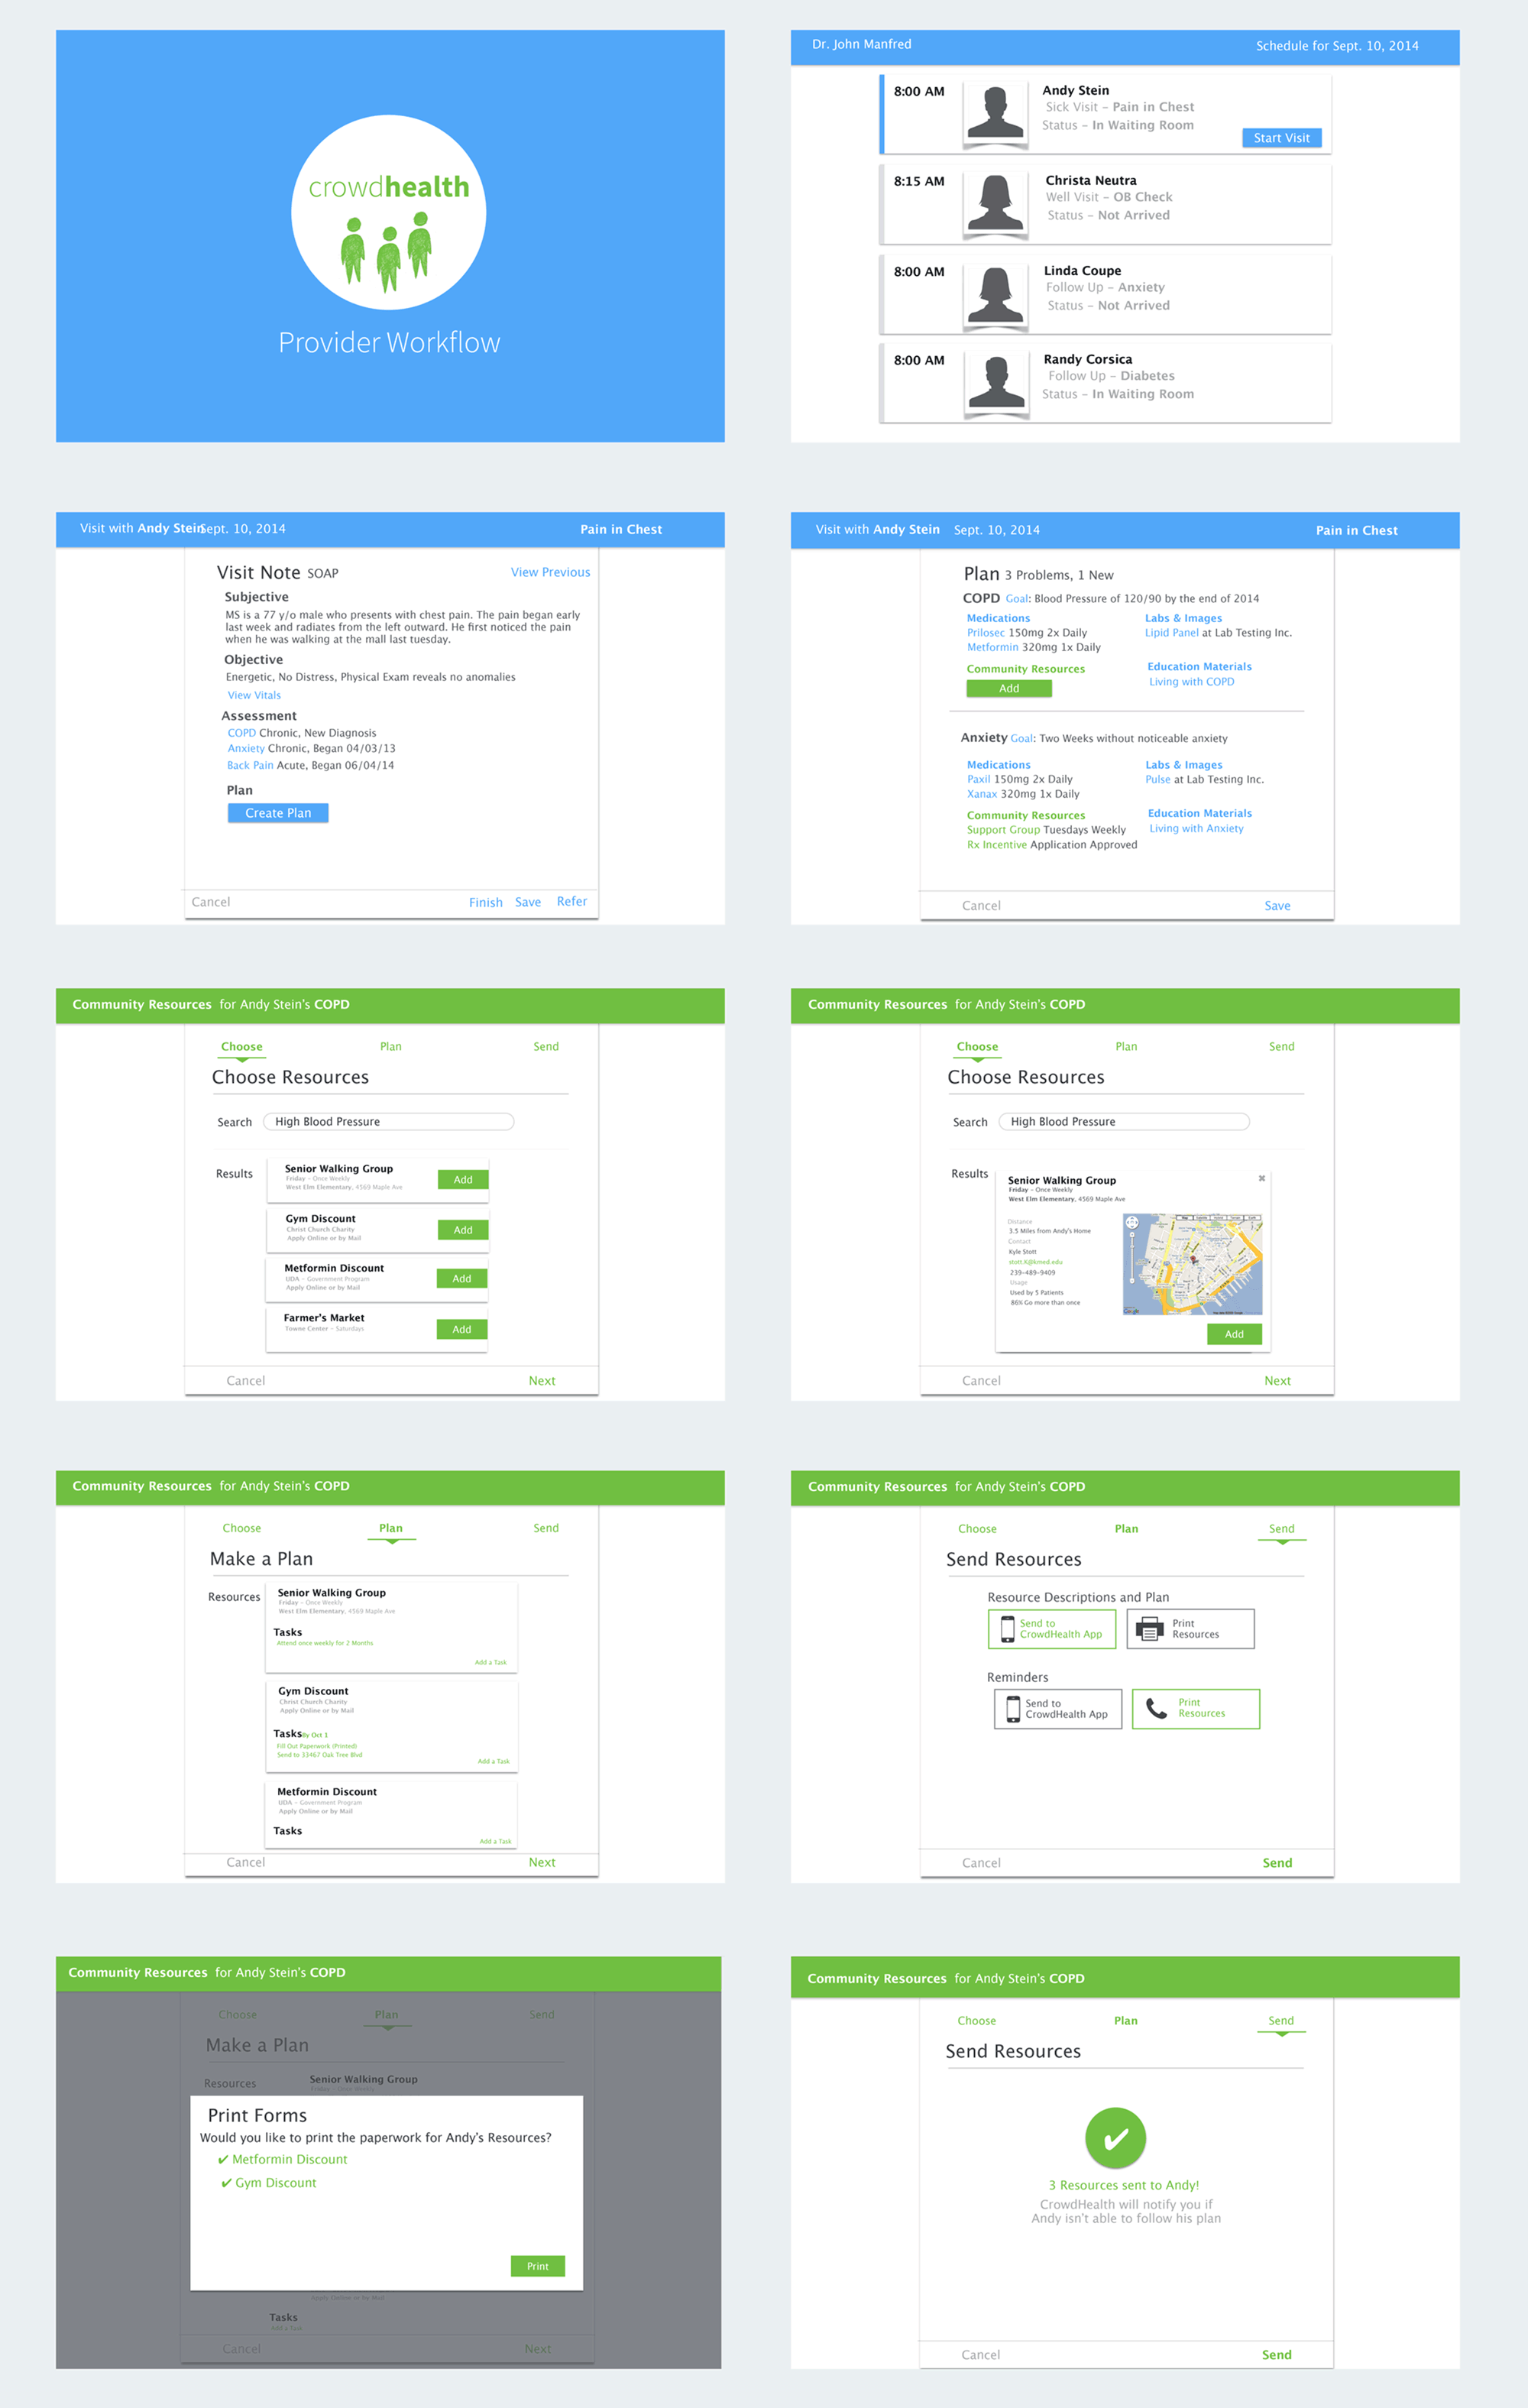 crowdhealth
Provider Workflow
Dr. John Manfred
Schedule for Sept. 10, 2014
8:00 AM
Andy Stein
Sick Visit – Pain in Chest
Status – In Waiting Room
Start Visit
8:15 AM
Christa Neutra
Well Visit – OB Check
Status – Not Arrived
8:00 AM
Linda Coupe
Follow Up – Anxiety
Status – Not Arrived
8:00 AM
Randy Corsica
Follow Up – Diabetes
Status – In Waiting Room
Visit with Andy Stein
Sept. 10, 2014
Pain in Chest
Visit Note SOAP
View Previous
Subjective
MS is a 77 y/o male who presents with chest pain. The pain began early
last week and radiates from the left outward. He first noticed the pain
when he was walking at the mall last tuesday.
Objective
Energetic, No Distress, Physical Exam reveals no anomalies
View Vitals
Assessment
COPD Chronic, New Diagnosis
Anxiety Chronic, Began 04/03/13
Back Pain Acute, Began 06/04/14
Plan
Create Plan
Cancel
Finish
Save
Refer
Visit with Andy Stein
Sept. 10, 2014
Pain in Chest
Plan 3 Problems, 1 New
COPD Goal: Blood Pressure of 120/90 by the end of 2014
Medications
Prilosec 150mg 2x Daily
Metformin 320mg 1x Daily
Labs & Images
Lipid Panel at Lab Testing Inc.
Community Resources
Add
Education Materials
Living with COPD
Anxiety Goal: Two Weeks without noticeable anxiety
Medications
Paxil 150mg 2x Daily
Xanax 320mg 1x Daily
Labs & Images
Pulse at Lab Testing Inc.
Community Resources
Support Group Tuesdays Weekly
Rx Incentive Application Approved
Education Materials
Living with Anxiety
Cancel
Save
Community Resources for Andy Stein's COPD
Choose
Plan
Send
Choose Resources
Search
High Blood Pressure
Results
Senior Walking Group
Friday – Once Weekly
West Elm Elementary, 4569 Maple Ave
Add
Gym Discount
Christ Church Charity
Apply Online or by Mail
Add
Metformin Discount
UDA – Government Program
Apply Online or by Mail
Add
Farmer's Market
Towne Center – Saturdays
Add
Cancel
Next
Community Resources for Andy Stein's COPD
Choose
Plan
Send
Choose Resources
Search
High Blood Pressure
Results
Senior Walking Group
Friday – Once Weekly
West Elm Elementary, 4569 Maple Ave
Distance
3.5 Miles from Andy's Home
Contact
Kyle Stott
stott.K@kmed.edu
239-489-9409
Usage
Used by 5 Patients
86% Go more than once
Add
Cancel
Next
Community Resources for Andy Stein's COPD
Choose
Plan
Send
Make a Plan
Resources
Senior Walking Group
Friday – Once Weekly
West Elm Elementary, 4569 Maple Ave
Tasks
Attend once weekly for 2 Months
Add a Task
Gym Discount
Christ Church Charity
Apply Online or by Mail
Tasks By Oct 1
Fill Out Paperwork (Printed)
Send to 33467 Oak Tree Blvd
Add a Task
Metformin Discount
UDA – Government Program
Apply Online or by Mail
Tasks
Add a Task
Cancel
Next
Community Resources for Andy Stein's COPD
Choose
Plan
Send
Send Resources
Resource Descriptions and Plan
Send to
CrowdHealth App
Print
Resources
Reminders
Send to
CrowdHealth App
Print
Resources
Cancel
Send
Community Resources for Andy Stein's COPD
Choose
Plan
Send
Make a Plan
Resources
Senior Walking Group
Friday – Once Weekly
Print Forms
Would you like to print the paperwork for Andy's Resources?
✔ Metformin Discount
✔ Gym Discount
Print
Apply Online or by Mail
Tasks
Add a Task
Cancel
Next
Community Resources for Andy Stein's COPD
Choose
Plan
Send
Send Resources
3 Resources sent to Andy!
CrowdHealth will notify you if
Andy isn't able to follow his plan
Cancel
Send